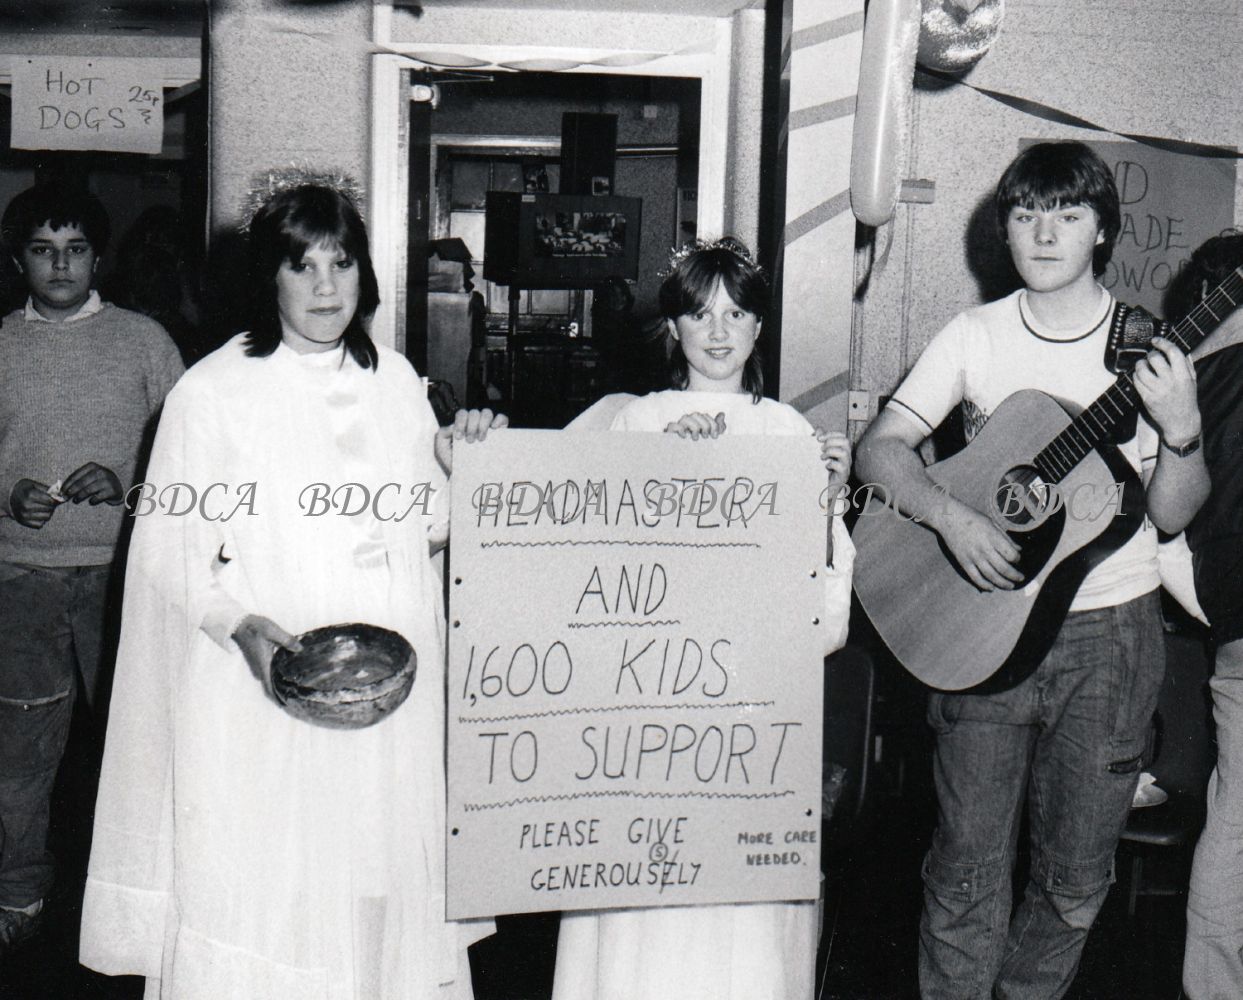 HOT 25p
DOGS
HEADMASTER
AND
1,600 KIDS
TO SUPPORT
PLEASE GIVE
GENEROUSELY
S
MORE CARE
NEEDED.
BDCA BDCA BDCA BDCA BDCA BDCA